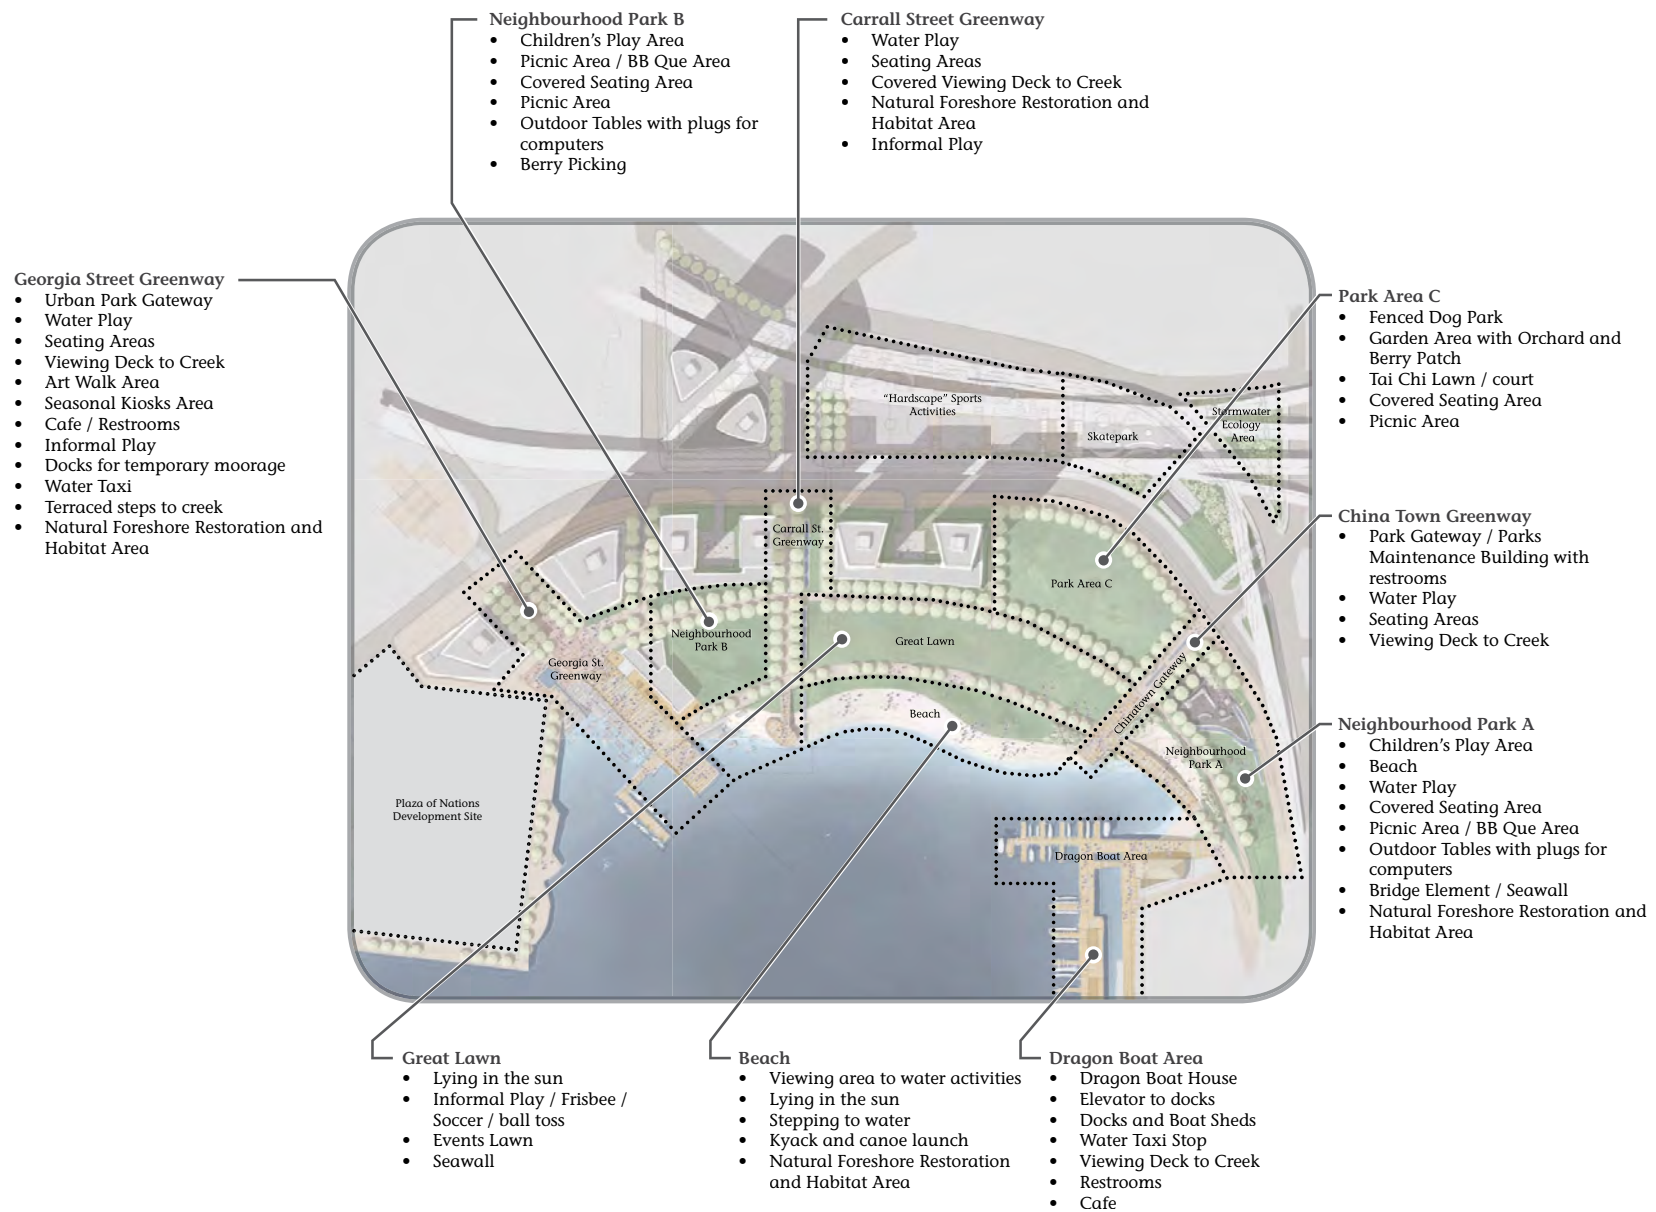 Neighbourhood Park B
• Children's Play Area
• Picnic Area / BB Que Area
• Covered Seating Area
• Picnic Area
• Outdoor Tables with plugs for
computers
• Berry Picking
Carrall Street Greenway
• Water Play
• Seating Areas
• Covered Viewing Deck to Creek
• Natural Foreshore Restoration and
Habitat Area
• Informal Play
Georgia Street Greenway
• Urban Park Gateway
• Water Play
• Seating Areas
• Viewing Deck to Creek
• Art Walk Area
• Seasonal Kiosks Area
• Cafe / Restrooms
• Informal Play
• Docks for temporary moorage
• Water Taxi
• Terraced steps to creek
• Natural Foreshore Restoration and
Habitat Area
Park Area C
• Fenced Dog Park
• Garden Area with Orchard and
Berry Patch
• Tai Chi Lawn / court
• Covered Seating Area
• Picnic Area
China Town Greenway
• Park Gateway / Parks
Maintenance Building with
restrooms
• Water Play
• Seating Areas
• Viewing Deck to Creek
Neighbourhood Park A
• Children's Play Area
• Beach
• Water Play
• Covered Seating Area
• Picnic Area / BB Que Area
• Outdoor Tables with plugs for
computers
• Bridge Element / Seawall
• Natural Foreshore Restoration and
Habitat Area
"Hardscape" Sports
Activities
Skatepark
Stormwater
Ecology
Area
Carrall St.
Greenway
Park Area C
Neighbourhood
Park B
Great Lawn
Georgia St.
Greenway
Chinatown Gateway
Beach
Neighbourhood
Park A
Plaza of Nations
Development Site
Dragon Boat Area
Great Lawn
• Lying in the sun
• Informal Play / Frisbee /
Soccer / ball toss
• Events Lawn
• Seawall
Beach
• Viewing area to water activities
• Lying in the sun
• Stepping to water
• Kyack and canoe launch
• Natural Foreshore Restoration
and Habitat Area
Dragon Boat Area
• Dragon Boat House
• Elevator to docks
• Docks and Boat Sheds
• Water Taxi Stop
• Viewing Deck to Creek
• Restrooms
• Cafe